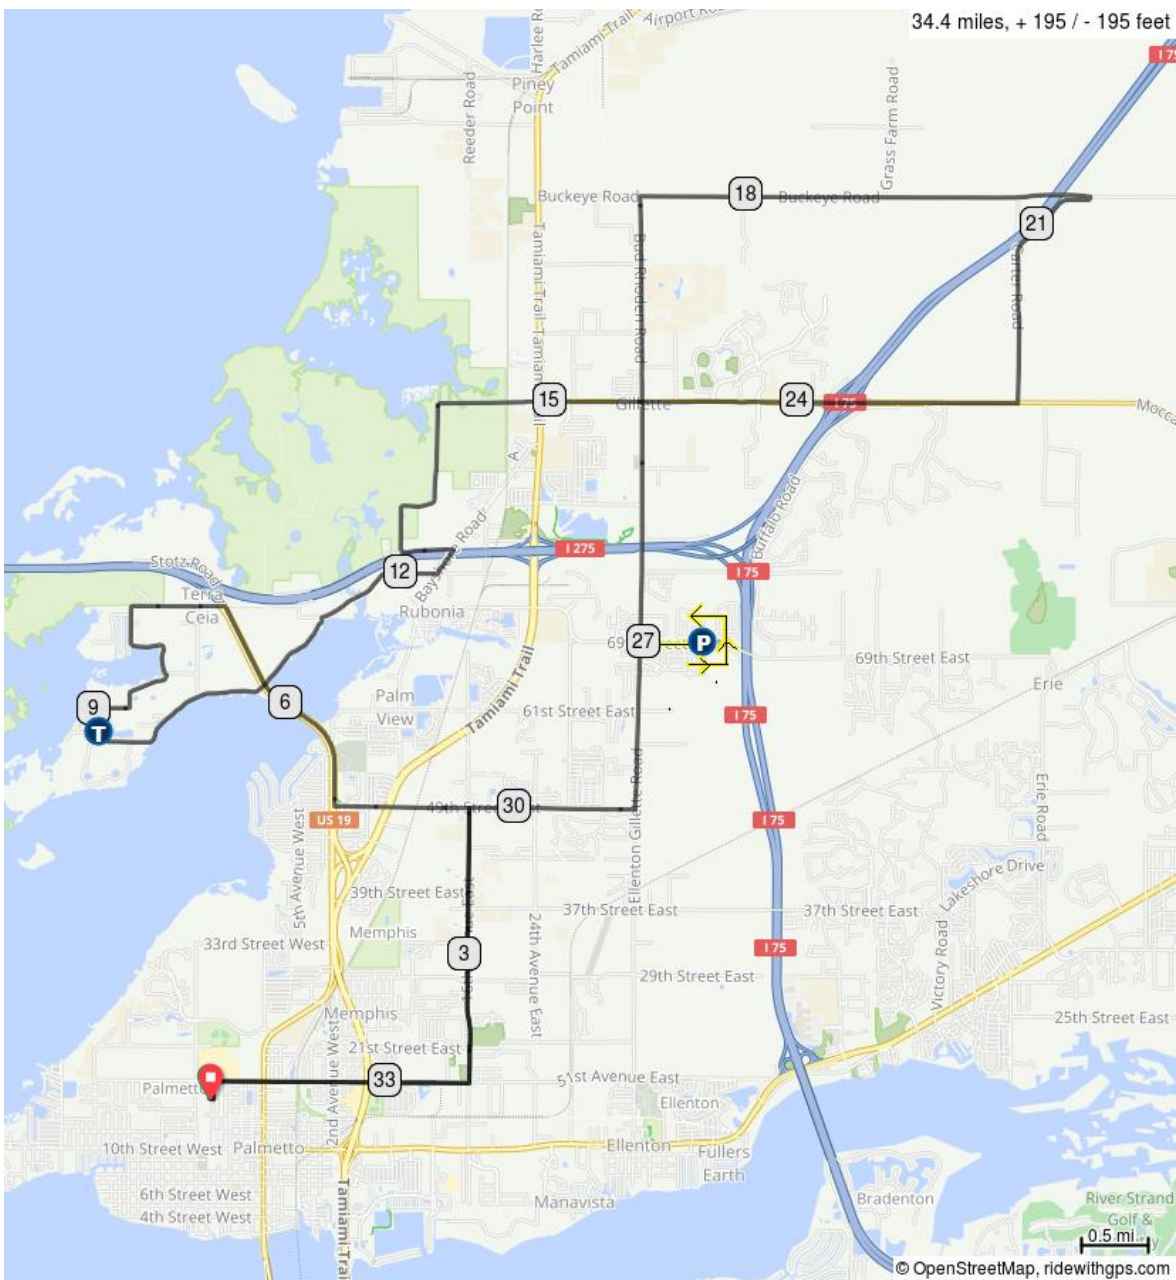 34.4 miles, + 195 / - 195 feet
Harlee
Tamiami Trail
Airport
I 75
Piney
Point
Reeder Road
Grass Farm Road
Buckeye Road
18
Buckeye Road
21
Tamiami Trail
Bud Rhoden Road
Carter Road
15
Gillette
24
I 75
A
Buffalo Road
Stotz Road
I 275
12
Bayshore Road
I 75
Terra
Ceia
Rubonia
27
P
69th Street East
Erie
9
T
6
Palm
View
Tamiami Trail
61st Street East
I 75
Ellenton Gillette Road
49th Street East
30
US 19
I 75
Erie Road
5th Avenue West
39th Street East
Lakeshore Drive
37th Street East
37th Street East
Memphis
33rd Street West
24th Avenue East
3
I 75
Victory Road
29th Street East
Memphis
25th Street East
2nd Avenue West
21st Street East
33
51st Avenue East
Palmetto
Ellenton
10th Street West
Palmetto
Ellenton
Fullers
Earth
6th Street West
4th Street West
Manavista
Bradenton
River Strand
Golf &
Tamiami Trail
0.5 mi
© OpenStreetMap, ridewithgps.com